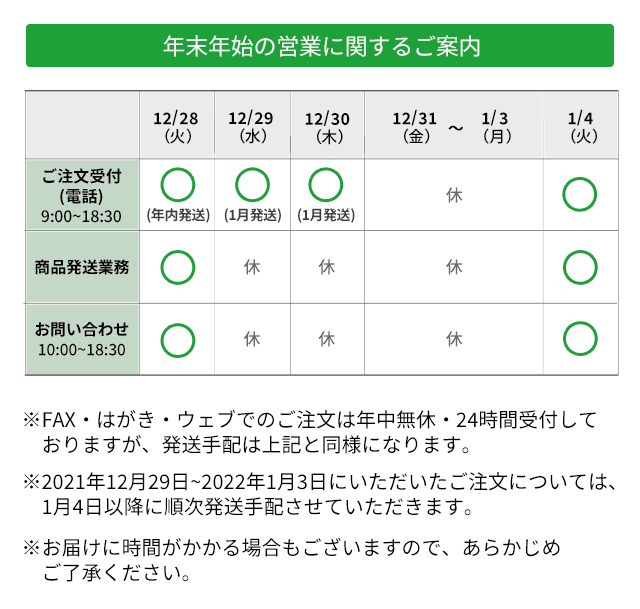 年末年始の営業に関するご案内
12/28 12/29 12/30 12/31 ～ 1/3 1/4
(火) (水) (木) (金) (月) (火)
ご注文受付
(電話)
9:00~18:30
○ ○ ○ 休 ○
(年内発送) (1月発送) (1月発送)
商品発送業務 ○ 休 休 休 ○
お問い合わせ
10:00~18:30
○ 休 休 休 ○
※FAX・はがき・ウェブでのご注文は年中無休・24時間受付して
おりますが、発送手配は上記と同様になります。
※2021年12月29日~2022年1月3日にいただいたご注文については、
1月4日以降に順次発送手配させていただきます。
※お届けに時間がかかる場合もございますので、あらかじめ
ご了承ください。